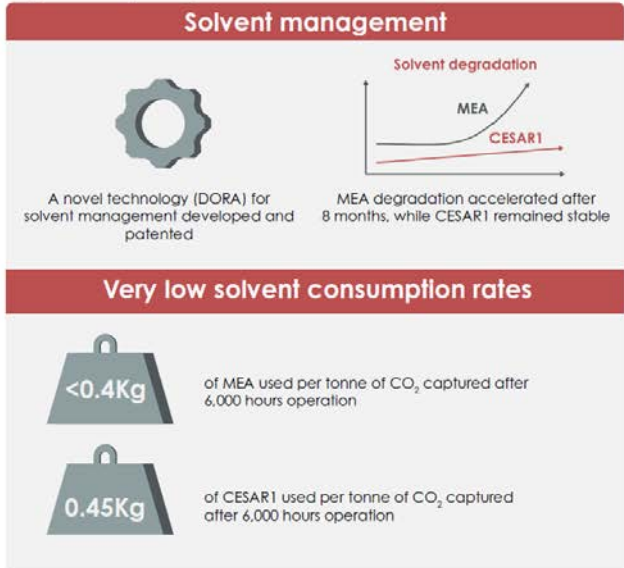 Solvent management
Solvent degradation
MEA
CESAR1
A novel technology (DORA) for
solvent management developed and
patented
MEA degradation accelerated after
8 months, while CESAR1 remained stable
Very low solvent consumption rates
<0.4Kg
of MEA used per tonne of CO₂ captured after
6,000 hours operation
0.45Kg
of CESAR1 used per tonne of CO₂ captured
after 6,000 hours operation